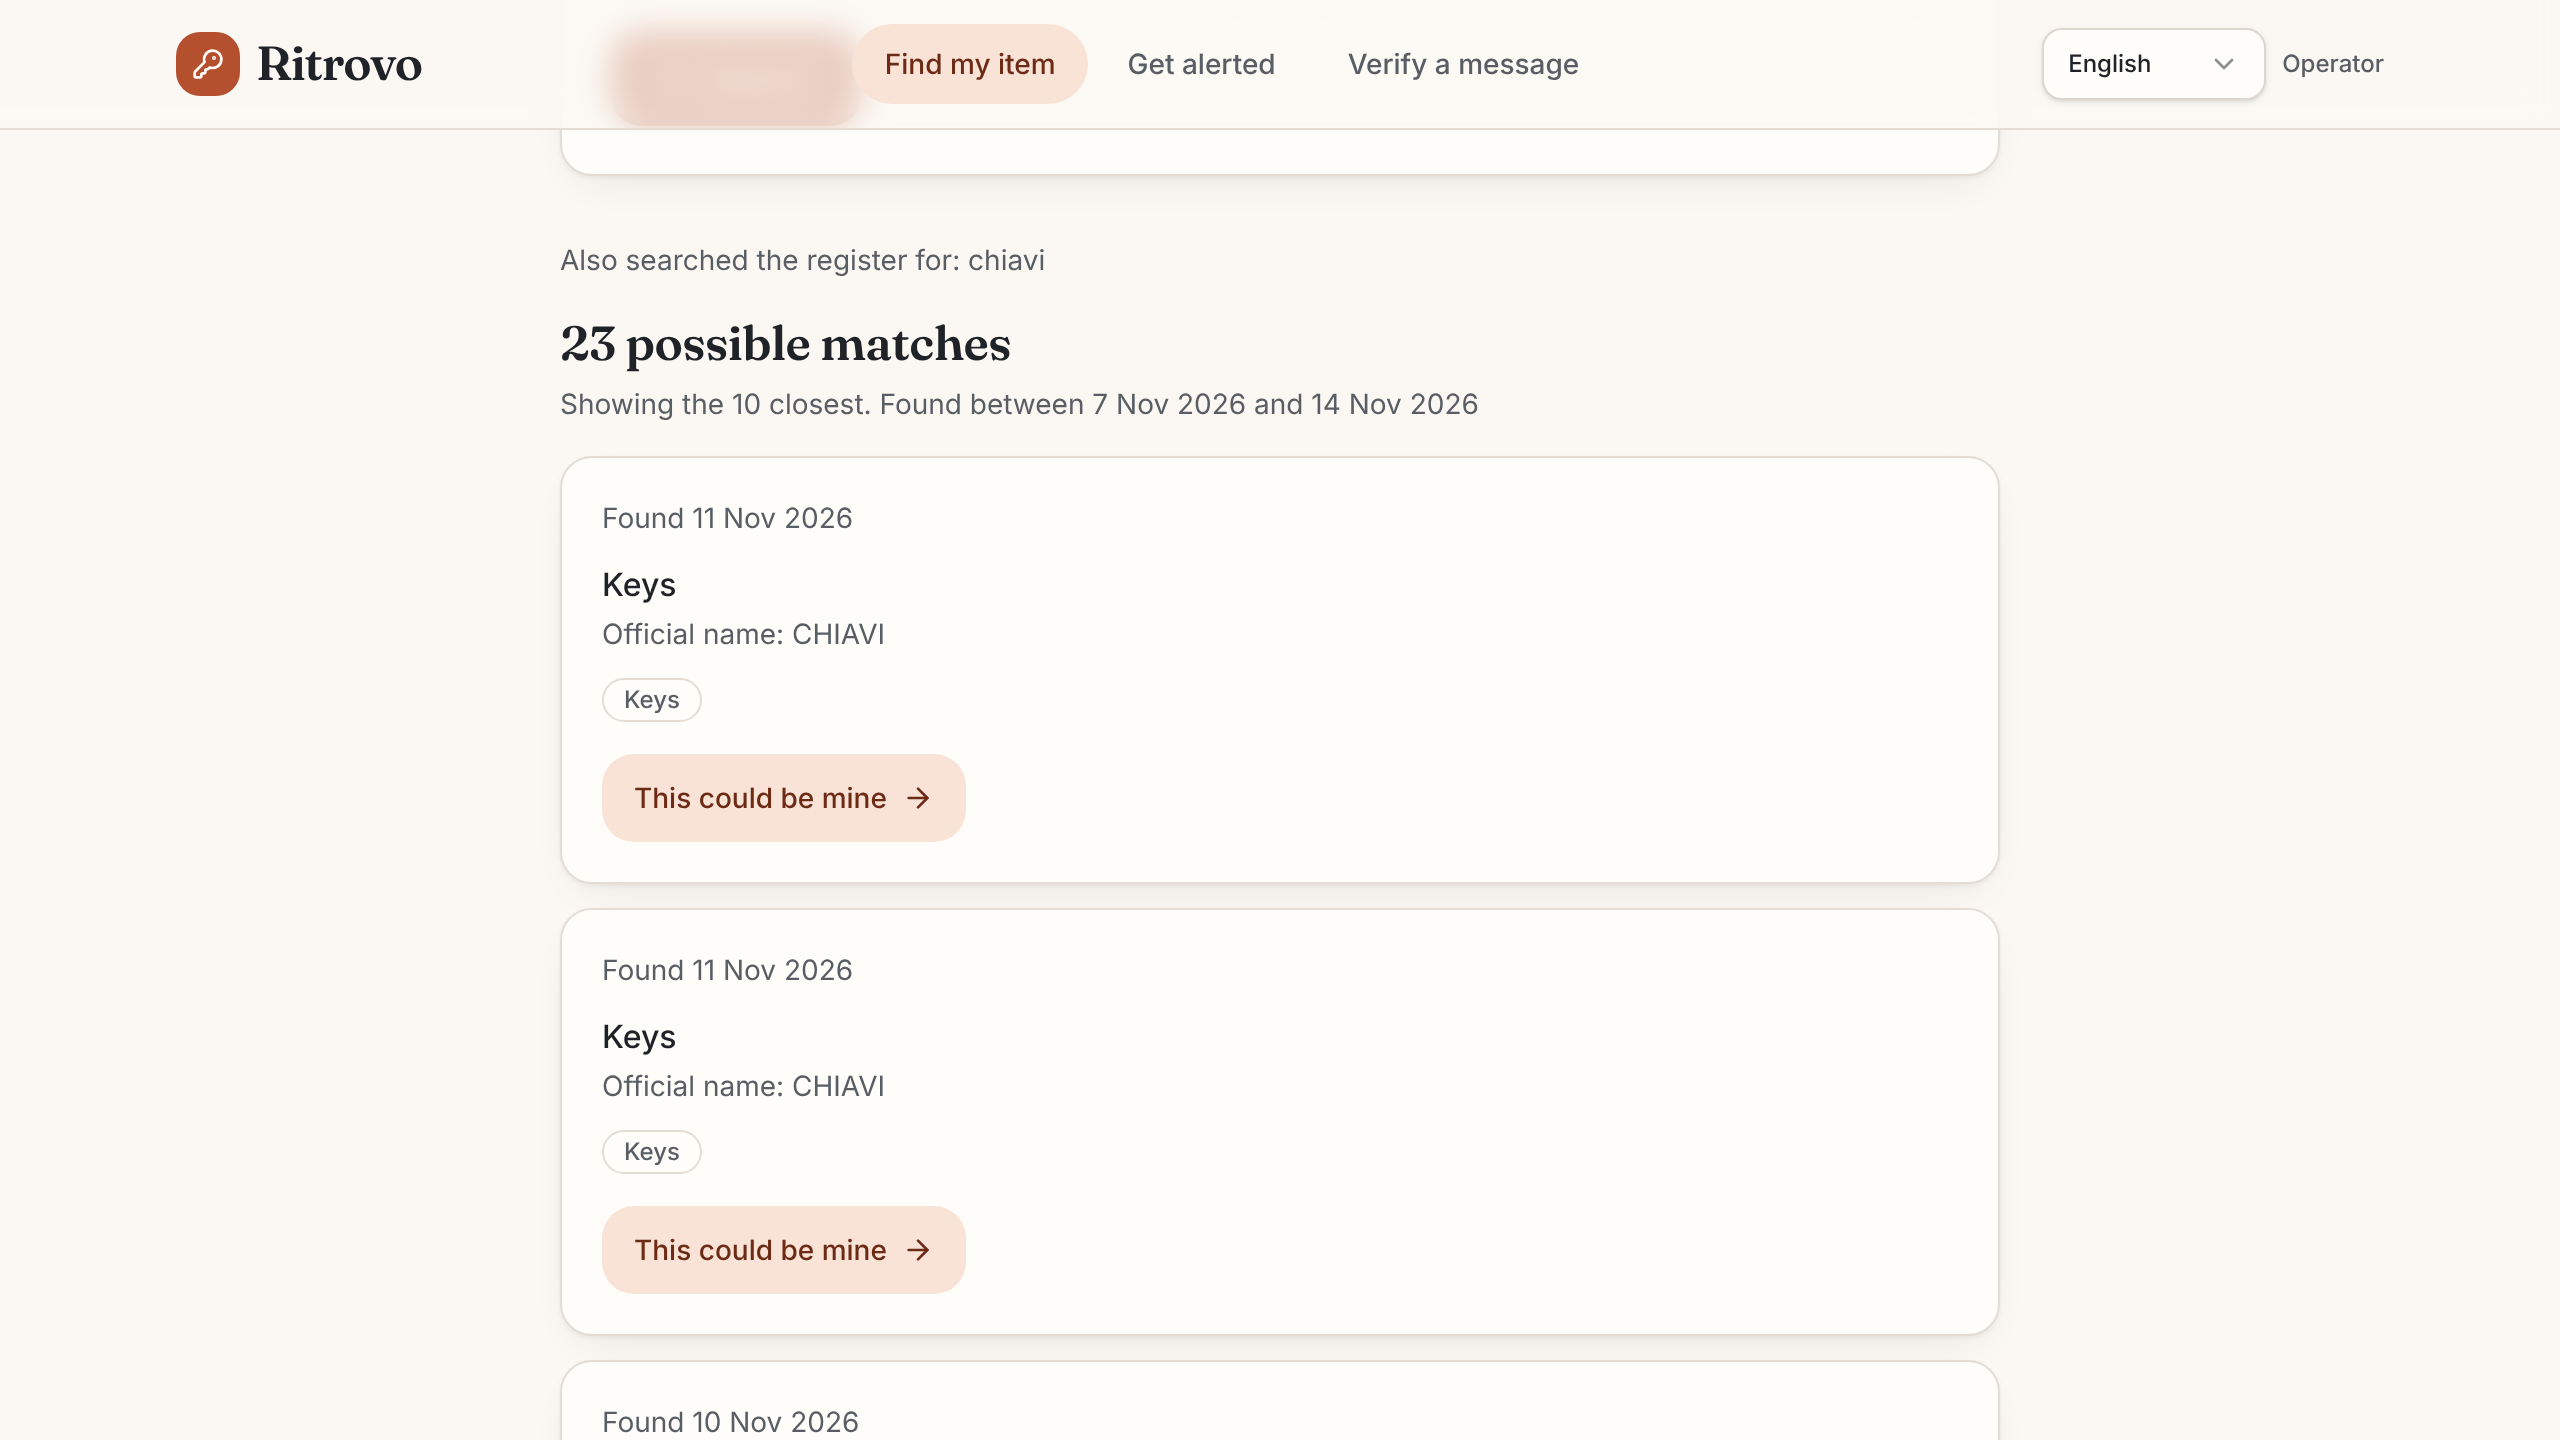 Ritrovo
Find my item
Get alerted
Verify a message
English
Operator
Also searched the register for: chiavi
23 possible matches
Showing the 10 closest. Found between 7 Nov 2026 and 14 Nov 2026
Found 11 Nov 2026
Keys
Official name: CHIAVI
Keys
This could be mine
Found 11 Nov 2026
Keys
Official name: CHIAVI
Keys
This could be mine
Found 10 Nov 2026